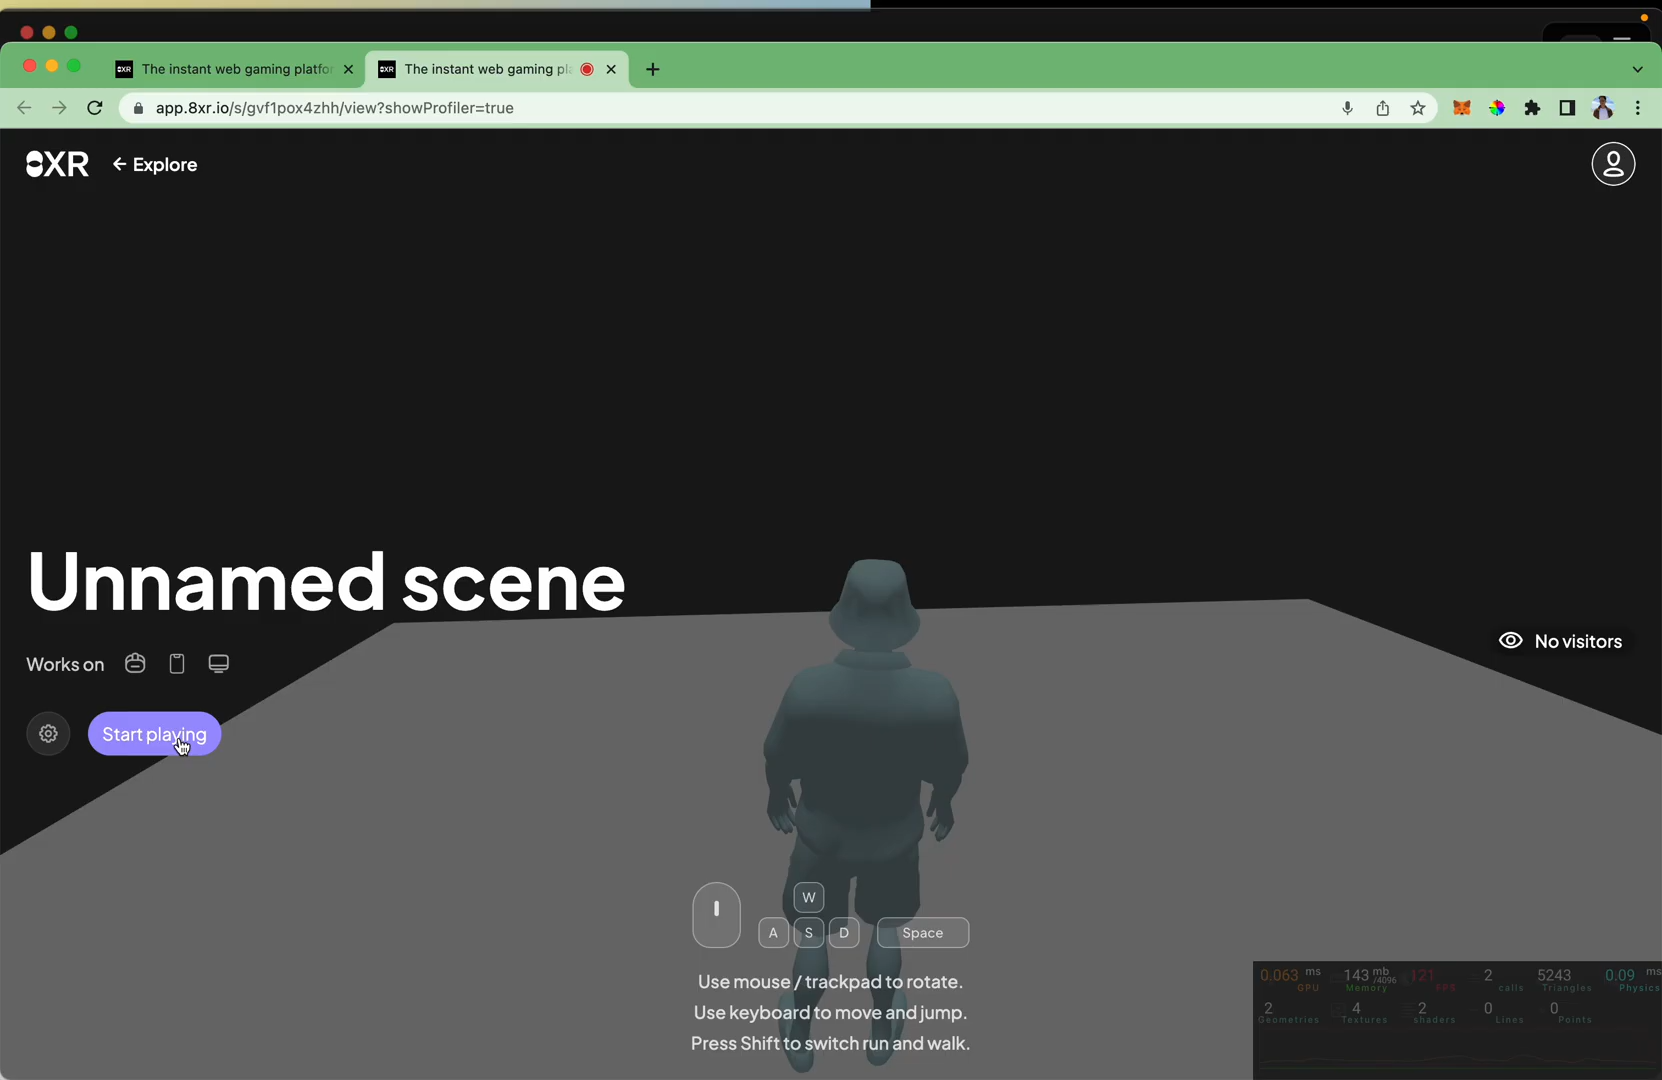 The instant web gaming platfo
The instant web gaming pl
app.8xr.io/s/gvf1pox4zhh/view?showProfiler=true
8XR
← Explore
Unnamed scene
Works on
No visitors
Start playing
W
A S D Space
Use mouse / trackpad to rotate.
Use keyboard to move and jump.
Press Shift to switch run and walk.
0.063 ms GPU
143 mb /4096 Memory
121 FPS
2 calls
5243 Triangles
0.09 ms Physics
2 Geometries
4 Textures
2 shaders
0 Lines
0 Points